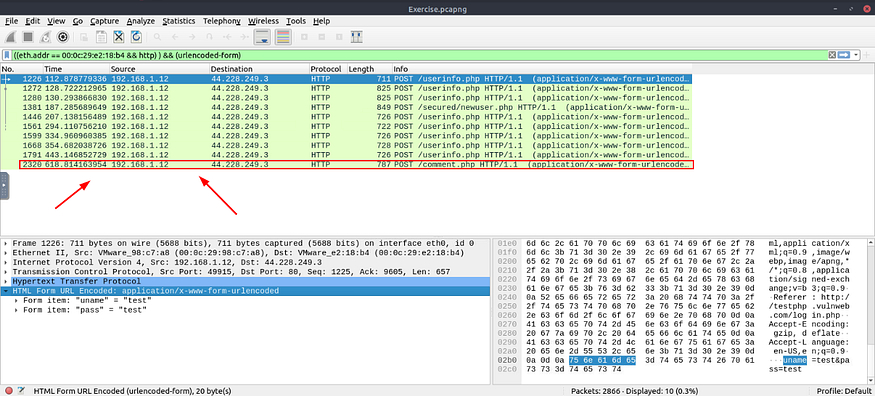 Exercise.pcapng
File Edit View Go Capture Analyze Statistics Telephony Wireless Tools Help
((eth.addr == 00:0c:29:e2:18:b4 && http) ) && (urlencoded-form)
No. Time Source Destination Protocol Length Info
1226 112.878779336 192.168.1.12 44.228.249.3 HTTP 711 POST /userinfo.php HTTP/1.1 (application/x-www-form-urlencod…
1272 128.722212965 192.168.1.12 44.228.249.3 HTTP 825 POST /userinfo.php HTTP/1.1 (application/x-www-form-urlencod…
1280 130.293866830 192.168.1.12 44.228.249.3 HTTP 825 POST /userinfo.php HTTP/1.1 (application/x-www-form-urlencod…
1381 187.285689649 192.168.1.12 44.228.249.3 HTTP 849 POST /secured/newuser.php HTTP/1.1 (application/x-www-form-u…
1446 207.138156489 192.168.1.12 44.228.249.3 HTTP 726 POST /userinfo.php HTTP/1.1 (application/x-www-form-urlencod…
1561 294.110756210 192.168.1.12 44.228.249.3 HTTP 722 POST /userinfo.php HTTP/1.1 (application/x-www-form-urlencod…
1599 334.960960385 192.168.1.12 44.228.249.3 HTTP 726 POST /userinfo.php HTTP/1.1 (application/x-www-form-urlencod…
1668 354.682038726 192.168.1.12 44.228.249.3 HTTP 728 POST /userinfo.php HTTP/1.1 (application/x-www-form-urlencod…
1791 443.146852729 192.168.1.12 44.228.249.3 HTTP 726 POST /userinfo.php HTTP/1.1 (application/x-www-form-urlencod…
2320 618.814163954 192.168.1.12 44.228.249.3 HTTP 787 POST /comment.php HTTP/1.1 (application/x-www-form-urlencode…
Frame 1226: 711 bytes on wire (5688 bits), 711 bytes captured (5688 bits) on interface eth0, id 0
Ethernet II, Src: VMware_98:c7:a8 (00:0c:29:98:c7:a8), Dst: VMware_e2:18:b4 (00:0c:29:e2:18:b4)
Internet Protocol Version 4, Src: 192.168.1.12, Dst: 44.228.249.3
Transmission Control Protocol, Src Port: 49915, Dst Port: 80, Seq: 1225, Ack: 9605, Len: 657
Hypertext Transfer Protocol
HTML Form URL Encoded: application/x-www-form-urlencoded
Form item: "uname" = "test"
Form item: "pass" = "test"
01e0 6d 6c 2c 61 70 70 6c 69 63 61 74 69 6f 6e 2f 78 ml,appli cation/x
01f0 6d 6c 3b 71 3d 30 2e 39 2c 69 6d 61 67 65 2f 77 ml;q=0.9 ,image/w
0200 65 62 70 2c 69 6d 61 67 65 2f 61 70 6e 67 2c 2a ebp,imag e/apng,*
0210 2f 2a 3b 71 3d 30 2e 38 2c 61 70 70 6c 69 63 61 /*;q=0.8 ,applica
0220 74 69 6f 6e 2f 73 69 67 6e 65 64 2d 65 78 63 68 tion/sig ned-exch
0230 61 6e 67 65 3b 76 3d 62 33 3b 71 3d 30 2e 39 0d ange;v=b 3;q=0.9
0240 0a 52 65 66 65 72 65 72 3a 20 68 74 74 70 3a 2f Referer : http:/
0250 2f 74 65 73 74 70 68 70 2e 76 75 6c 6e 77 65 62 /testphp .vulnweb
0260 2e 63 6f 6d 2f 6c 6f 67 69 6e 2e 70 68 70 0d 0a .com/log in.php
0270 41 63 63 65 70 74 2d 45 6e 63 6f 64 69 6e 67 3a Accept-E ncoding:
0280 20 67 7a 69 70 2c 20 64 65 66 6c 61 74 65 0d 0a gzip, d eflate
0290 41 63 63 65 70 74 2d 4c 61 6e 67 75 61 67 65 3a Accept-L anguage:
02a0 20 65 6e 2d 55 53 2c 65 6e 3b 71 3d 30 2e 39 0d en-US,e n;q=0.9
02b0 0a 0d 0a 75 6e 61 6d 65 3d 74 65 73 74 26 70 61 uname =test&pa
02c0 73 73 3d 74 65 73 74 ss=test
HTML Form URL Encoded (urlencoded-form), 20 byte(s)
Packets: 2866 · Displayed: 10 (0.3%)
Profile: Default